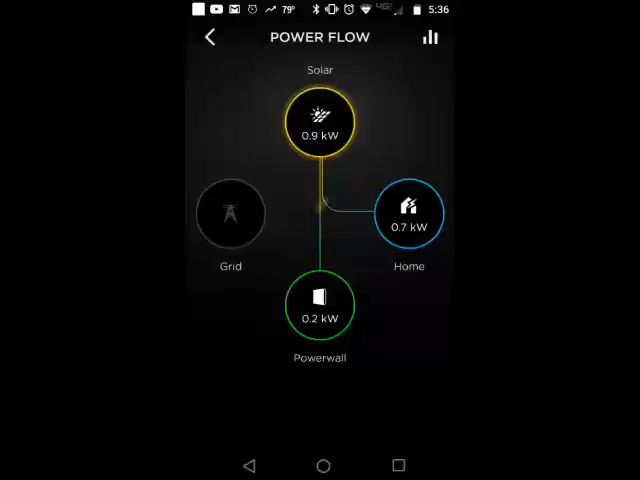 79° 5:36
POWER FLOW
Solar
0.9 kW
0.7 kW
Grid
Home
0.2 kW
Powerwall